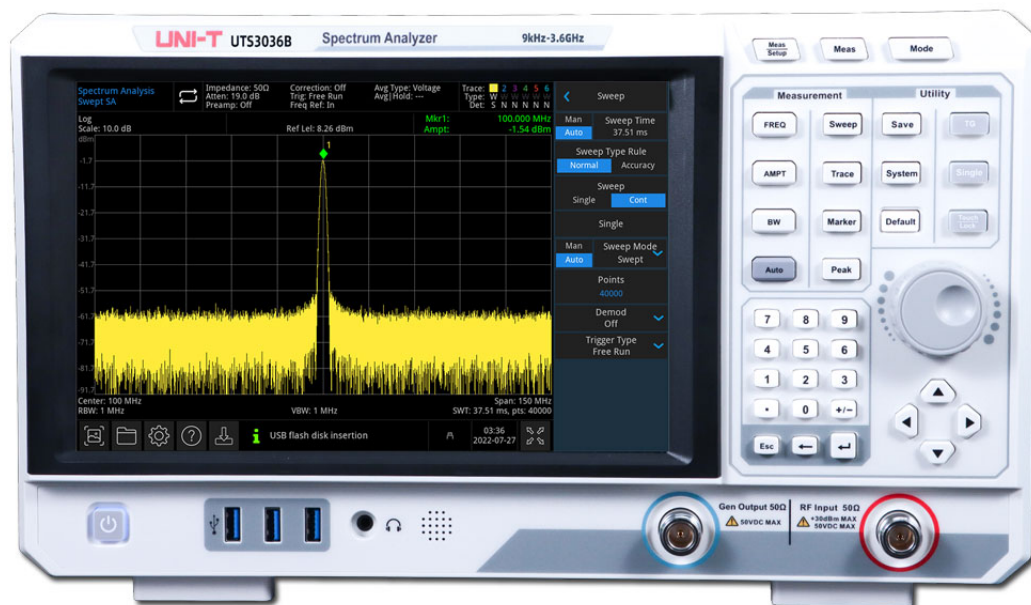 UNI-T UTS3036B Spectrum Analyzer 9kHz-3.6GHz
Spectrum Analysis
Swept SA
Impedance: 50Ω
Atten: 19.0 dB
Preamp: Off
Correction: Off
Trig: Free Run
Freq Ref: In
Avg Type: Voltage
Avg|Hold: ---
Trace: 2 3 4 5 6
Type: W W W W W W
Det: S N N N N N
Log
Scale: 10.0 dB
Ref Lel: 8.26 dBm
Mkr1: 100.000 MHz
Ampt: -1.54 dBm
dBm
1
-1.7
-11.7
-21.7
-31.7
-41.7
-51.7
-61.7
-71.7
-81.7
-91.7
Center: 100 MHz
Span: 150 MHz
RBW: 1 MHz
VBW: 1 MHz
SWT: 37.51 ms, pts: 40000
USB flash disk insertion
03:36
2022-07-27
Sweep
Man
Auto
Sweep Time
37.51 ms
Sweep Type Rule
Normal Accuracy
Sweep
Single Cont
Single
Man
Auto
Sweep Mode
Swept
Points
40000
Demod
Off
Trigger Type
Free Run
Meas
Setup
Meas
Mode
Measurement
Utility
FREQ Sweep Save TG
AMPT Trace System Single
BW Marker Default Touch
Lock
Auto Peak
7 8 9
4 5 6
1 2 3
. 0 +/−
Esc
Gen Output 50Ω
50VDC MAX
RF Input 50Ω
+30dBm MAX
50VDC MAX